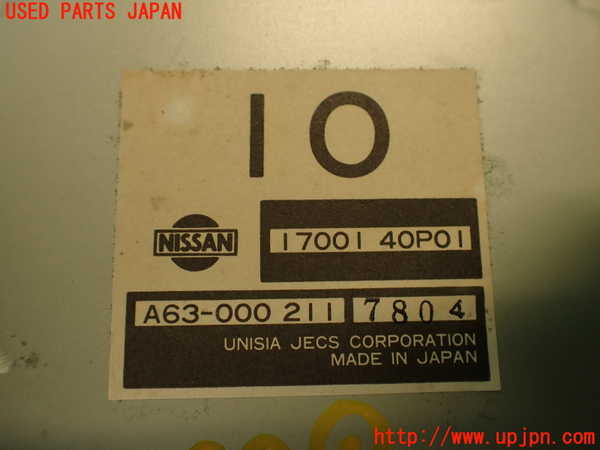 USED PARTS JAPAN
10
NISSAN
17001 40P01
A63-000 211 7804
UNISIA JECS CORPORATION
MADE IN JAPAN
http://www.upjpn.com/